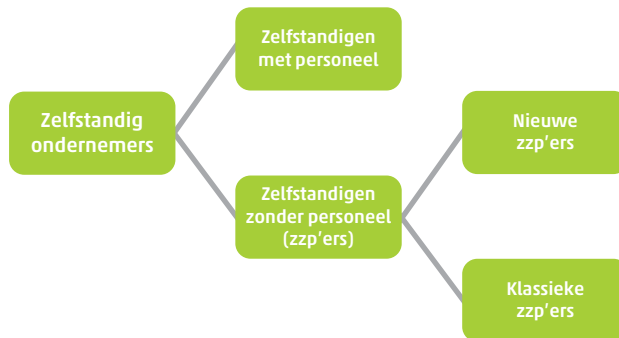 Zelfstandigen
met personeel
Zelfstandig
ondernemers
Nieuwe
zzp'ers
Zelfstandigen
zonder personeel
(zzp'ers)
Klassieke
zzp'ers